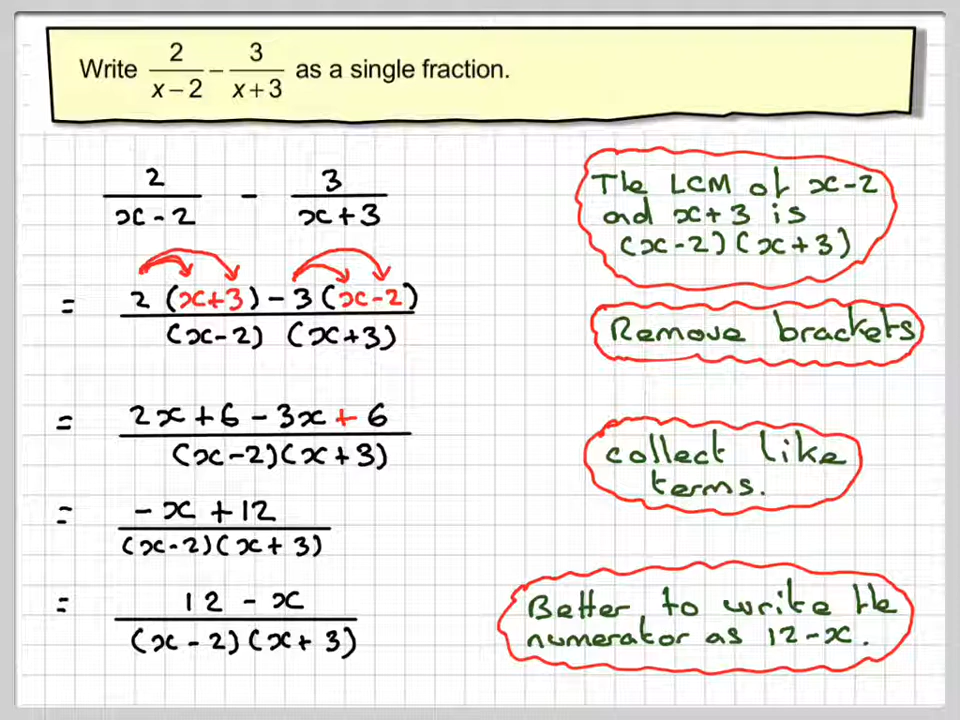 Write 2/(x−2) − 3/(x+3) as a single fraction.
2/(x-2) - 3/(x+3)
The LCM of x-2
and x+3 is
(x-2)(x+3)
= (2(x+3) - 3(x-2))/((x-2)(x+3))
Remove brackets
= (2x+6-3x+6)/((x-2)(x+3))
collect like
terms.
= (-x+12)/((x-2)(x+3))
= (12-x)/((x-2)(x+3))
Better to write the
numerator as 12-x.